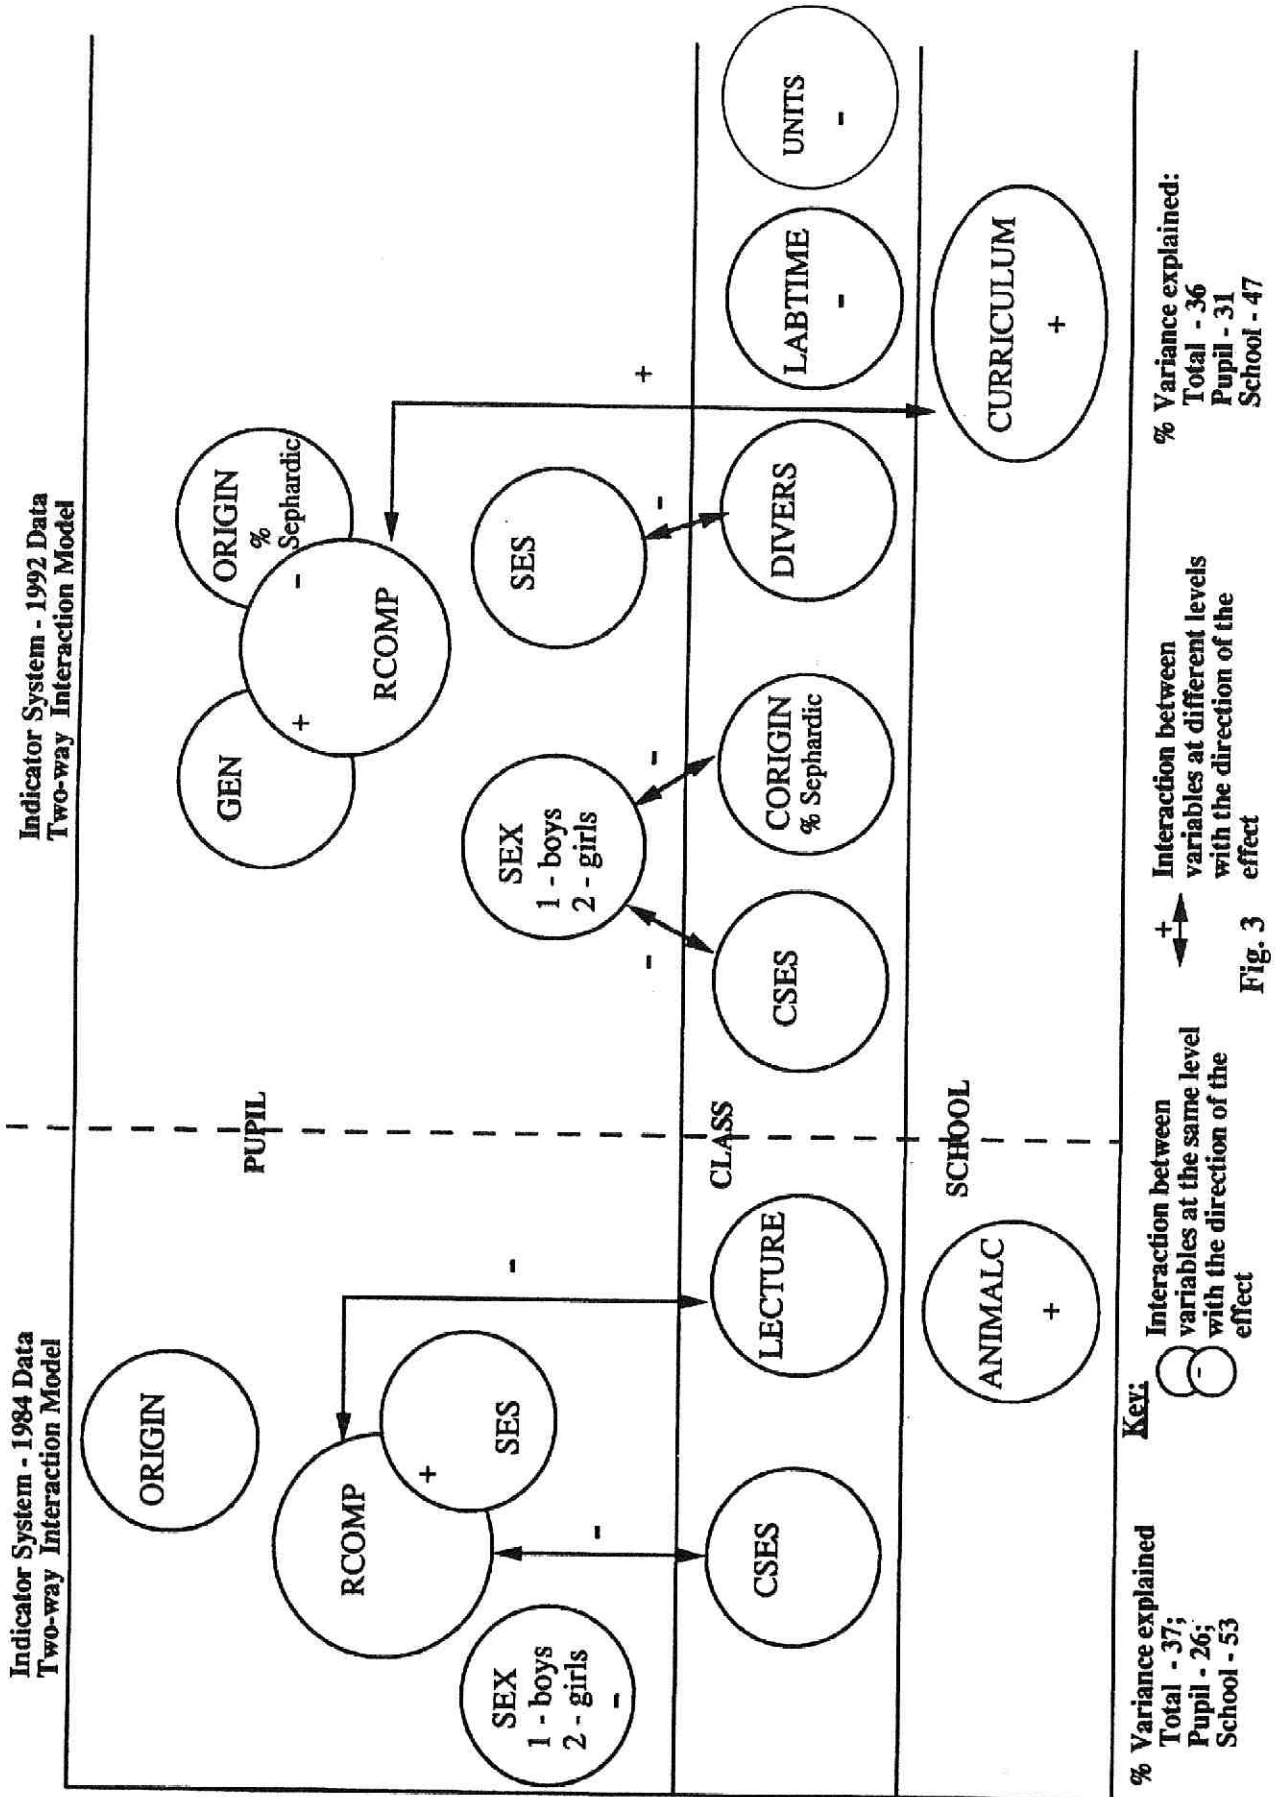 Indicator System - 1984 Data
Two-way Interaction Model
Indicator System - 1992 Data
Two-way Interaction Model
PUPIL
ORIGIN
RCOMP
+
SES
SEX
1 - boys
2 - girls
-
-
-
GEN
+
ORIGIN
%
Sephardic
-
RCOMP
SEX
1 - boys
2 - girls
SES
-
-
-
+
CLASS
CSES
LECTURE
CSES
CORIGIN
% Sephardic
DIVERS
LABTIME
-
UNITS
-
SCHOOL
ANIMALC
+
CURRICULUM
+
% Variance explained
Total - 37;
Pupil - 26;
School - 53
Key:
-
Interaction between
variables at the same level
with the direction of the
effect
+
Interaction between
variables at different levels
with the direction of the
effect
% Variance explained:
Total - 36
Pupil - 31
School - 47
Fig. 3